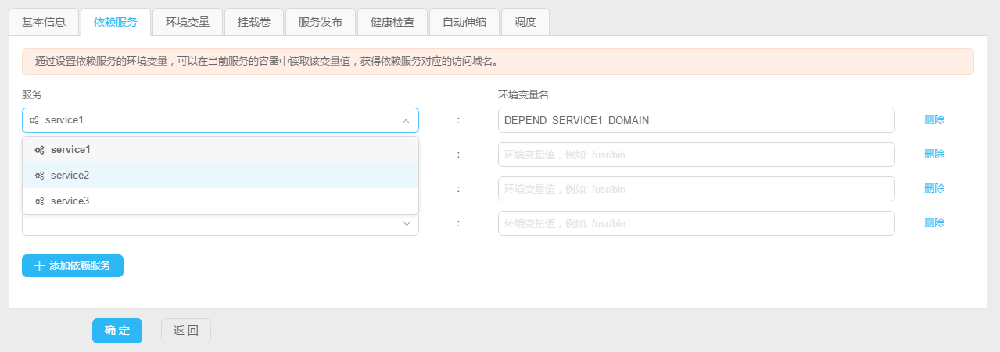 基本信息 依赖服务 环境变量 挂载卷 服务发布 健康检查 自动伸缩 调度
通过设置依赖服务的环境变量，可以在当前服务的容器中读取该变量值，获得依赖服务对应的访问域名。
服务 环境变量名
service1 : DEPEND_SERVICE1_DOMAIN 删除
service1
: 环境变量值，例如: /usr/bin 删除
service2
: 环境变量值，例如: /usr/bin 删除
service3
: 环境变量值，例如: /usr/bin 删除
添加依赖服务
确 定 返 回